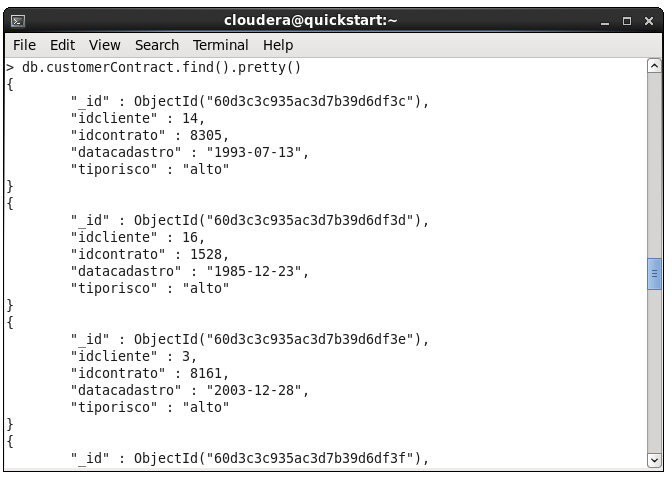 cloudera@quickstart:~
File Edit View Search Terminal Help
> db.customerContract.find().pretty()
{
        "_id" : ObjectId("60d3c3c935ac3d7b39d6df3c"),
        "idcliente" : 14,
        "idcontrato" : 8305,
        "datacadastro" : "1993-07-13",
        "tiporisco" : "alto"
}
{
        "_id" : ObjectId("60d3c3c935ac3d7b39d6df3d"),
        "idcliente" : 16,
        "idcontrato" : 1528,
        "datacadastro" : "1985-12-23",
        "tiporisco" : "alto"
}
{
        "_id" : ObjectId("60d3c3c935ac3d7b39d6df3e"),
        "idcliente" : 3,
        "idcontrato" : 8161,
        "datacadastro" : "2003-12-28",
        "tiporisco" : "alto"
}
{
        "_id" : ObjectId("60d3c3c935ac3d7b39d6df3f"),